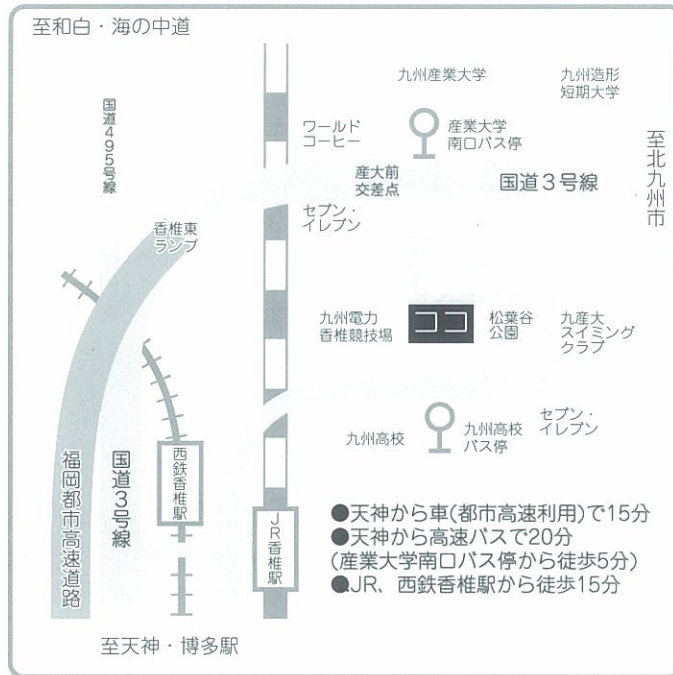 至和白・海の中道
九州産業大学
九州造形
短期大学
国道495号線
ワールド
コーヒー
産業大学
南口バス停
至北九州市
産大前
交差点
国道3号線
セブン・
イレブン
香椎東
ランプ
九州電力
香椎競技場
ココ
松葉谷
公園
九産大
スイミング
クラブ
九州高校
九州高校
バス停
セブン・
イレブン
福岡都市高速道路
国道3号線
西鉄香椎駅
JR香椎駅
●天神から車(都市高速利用)で15分
●天神から高速バスで20分
(産業大学南口バス停から徒歩5分)
●JR、西鉄香椎駅から徒歩15分
至天神・博多駅